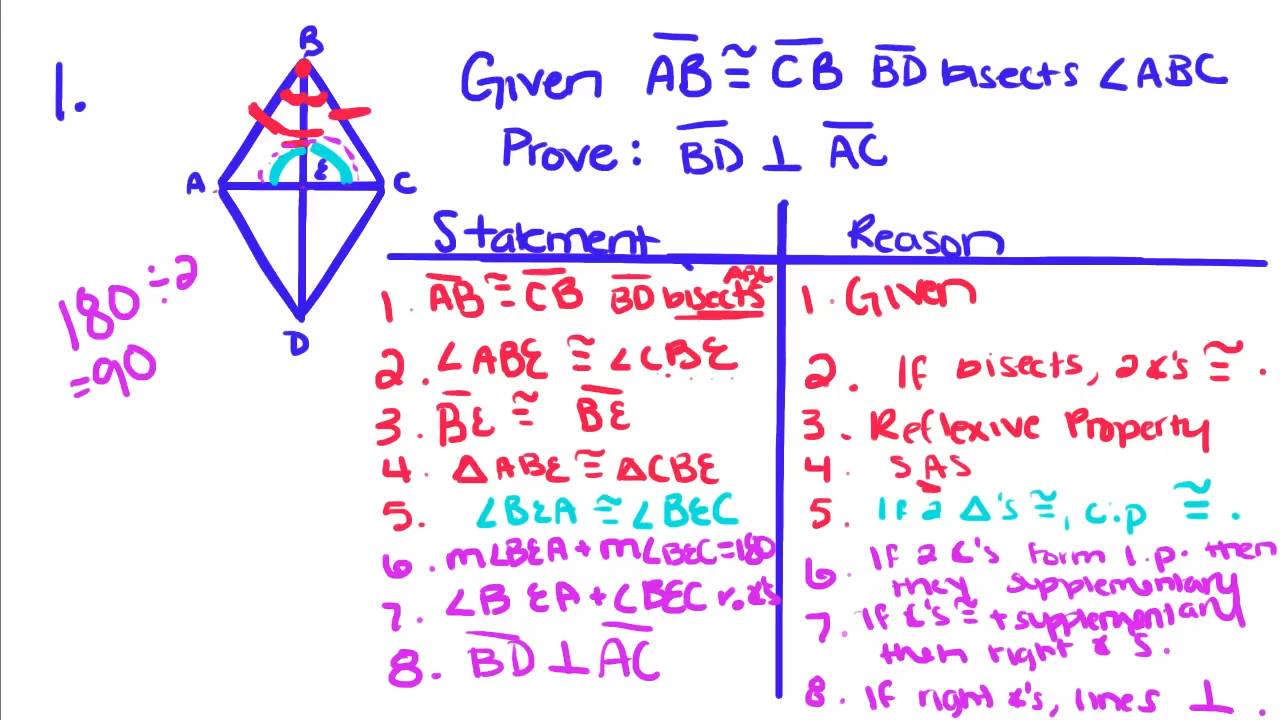 1.
B
A
E
C
D
180 ÷ 2
= 90
Given AB ≅ CB BD bisects ∠ABC
Prove: BD ⊥ AC
Statement
Reason
1. AB ≅ CB BD bisects ABC
1. Given
2. ∠ABE ≅ ∠CBE
2. If bisects, 2 ∠'s ≅.
3. BE ≅ BE
3. Reflexive Property
4. △ABE ≅ △CBE
4. SAS
5. ∠BEA ≅ ∠BEC
5. If 2 △'s ≅, c.p ≅.
6. m∠BEA + m∠BEC = 180
6. If 2 ∠'s form l.p. then
they supplementary
7. ∠BEA + ∠BEC r. ∠'s
7. If ∠'s ≅ + supplementary
then right ∠ s.
8. BD ⊥ AC
8. If right ∠'s, lines ⊥.